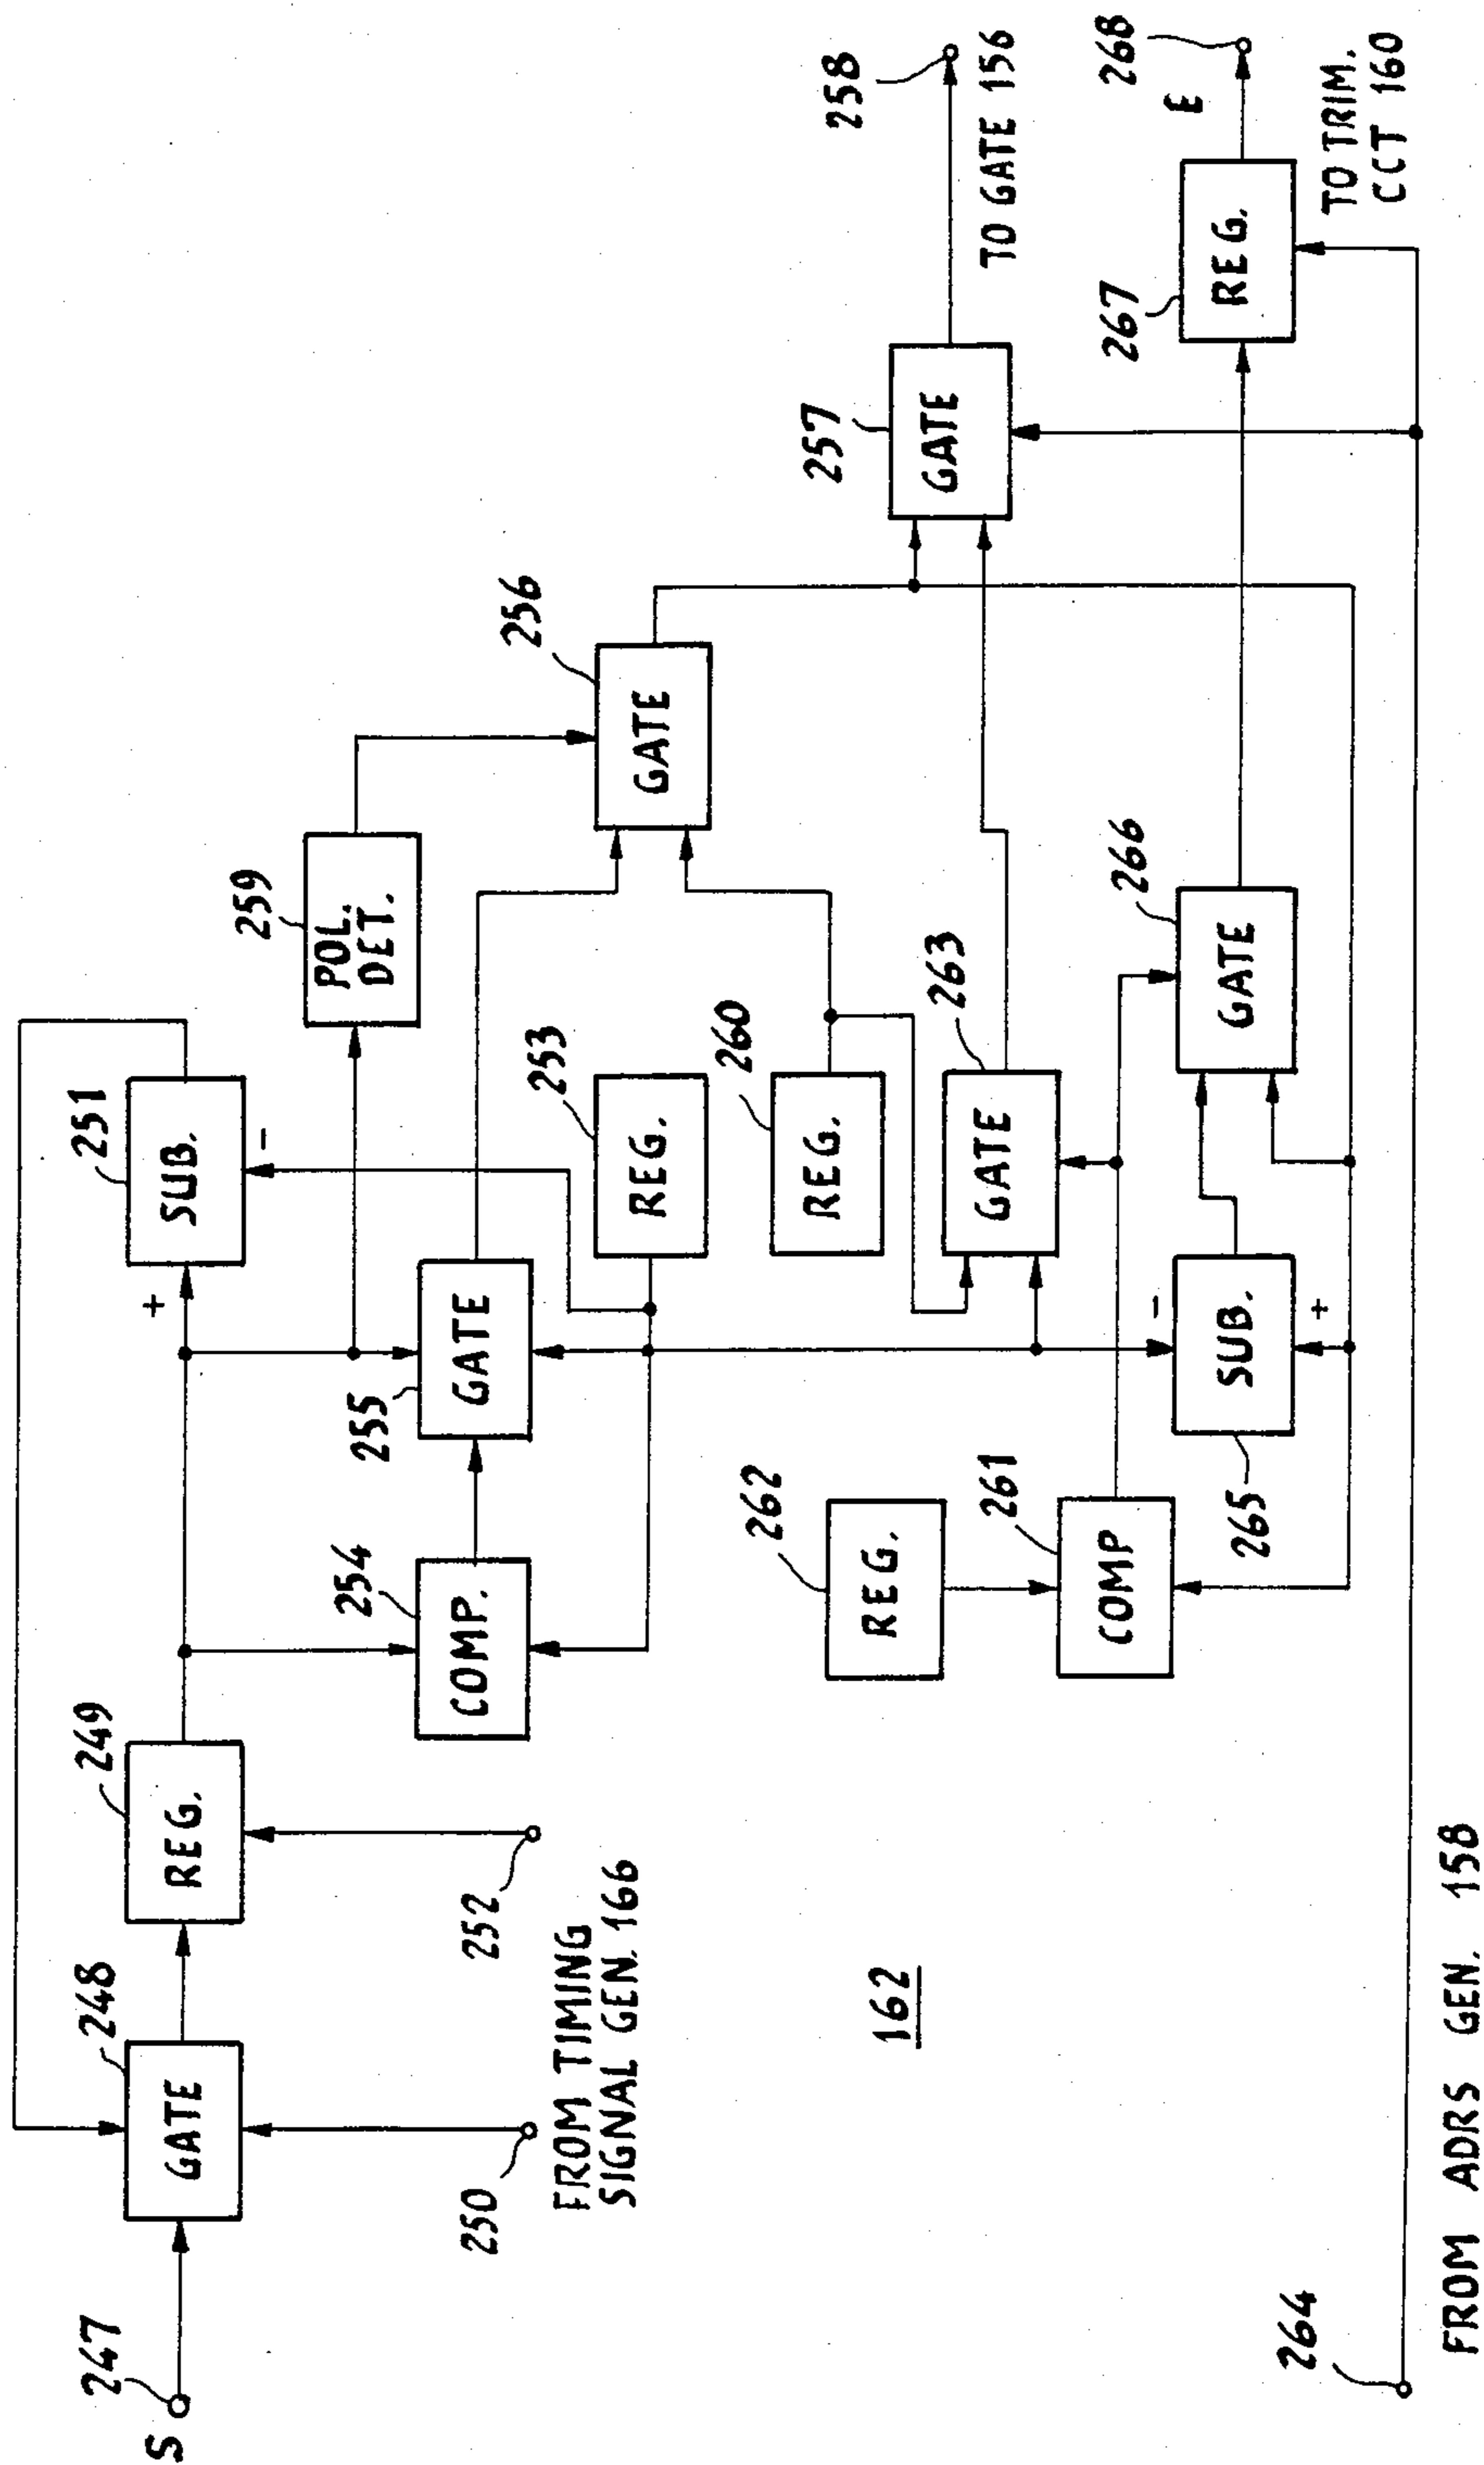 S
247
248
GATE
249
REG.
251
SUB.
+
-
250
252
FROM TIMING
SIGNAL GEN. 166
254
COMP.
255
GATE
259
POL.
DET.
253
REG.
256
GATE
260
REG.
262
REG.
261
COMP
263
GATE
257
GATE
258
TO GATE 156
265
SUB.
-
+
266
GATE
267
REG.
E
268
TO TRIM.
CCT 160
162
264
FROM ADRS GEN. 158